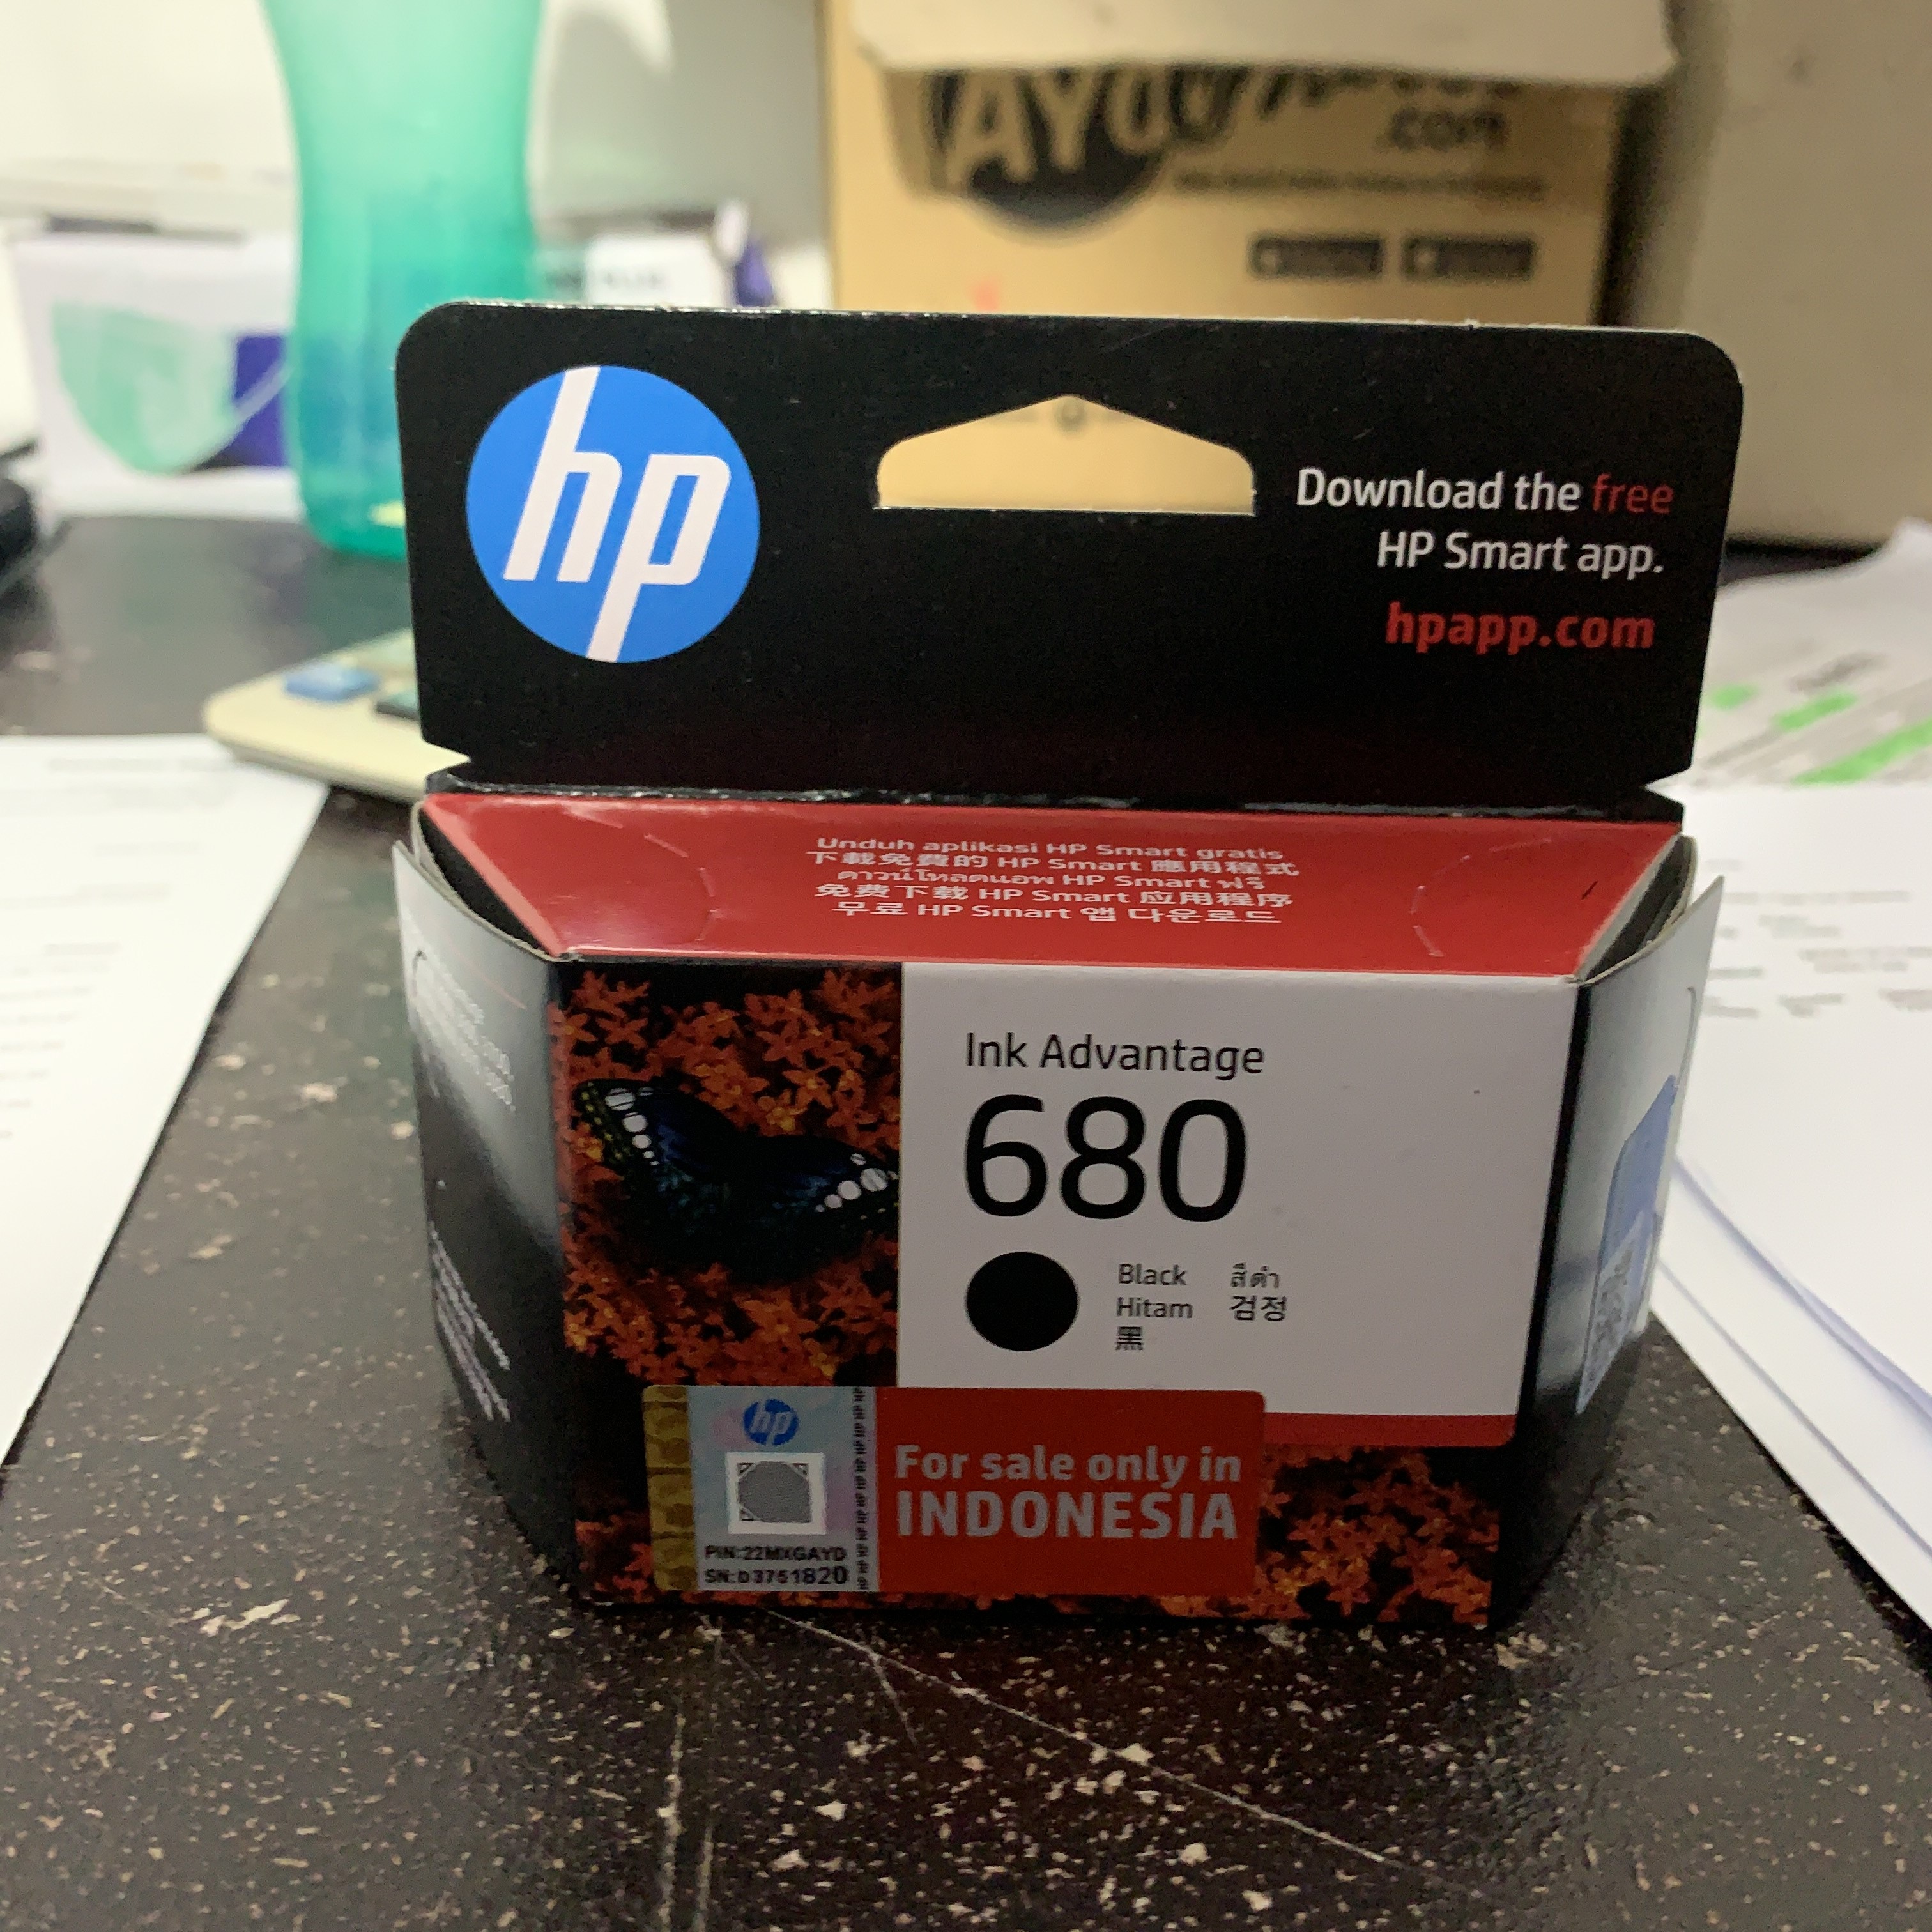 AYO
.com
hp
Download the free
HP Smart app.
hpapp.com
Unduh aplikasi HP Smart gratis
下載免費的 HP Smart 應用程式
ดาวน์โหลดแอพ HP Smart ฟรี
免费下载 HP Smart 应用程序
무료 HP Smart 앱 다운로드
Ink Advantage
680
Black สีดำ
Hitam 검정
黑
hp
PIN:22MXGAYD
SN:D3751820
For sale only in
INDONESIA